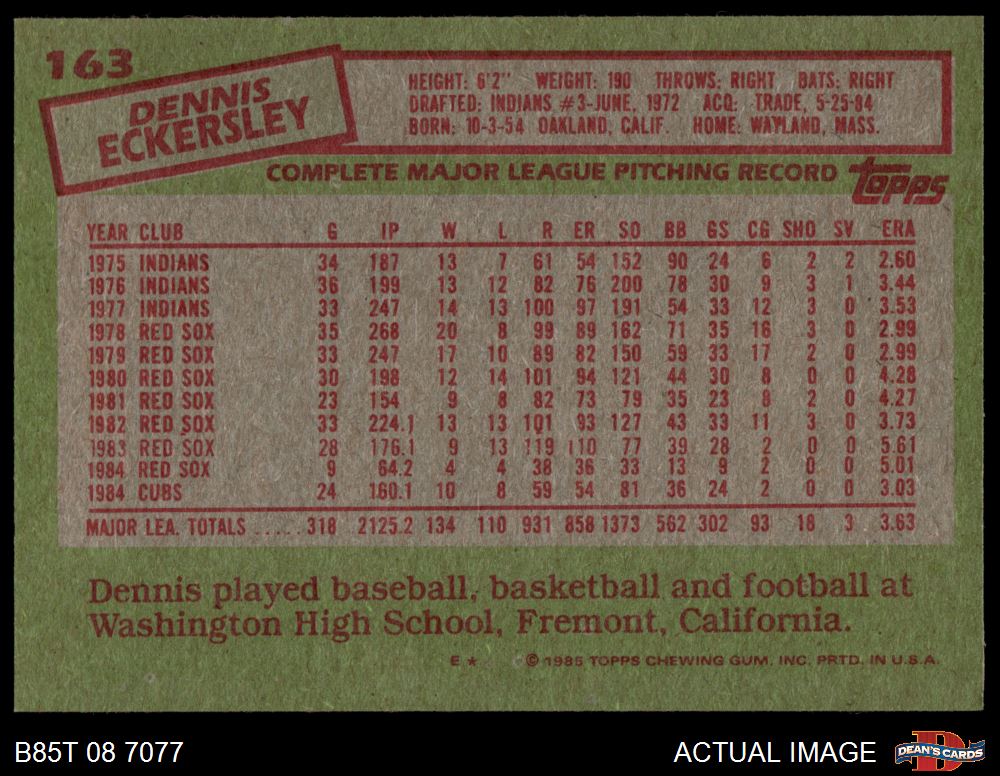 163
DENNIS
ECKERSLEY
HEIGHT: 6'2" WEIGHT: 190 THROWS: RIGHT BATS: RIGHT
DRAFTED: INDIANS #3-JUNE, 1972 ACQ: TRADE, 5-25-84
BORN: 10-3-54 OAKLAND, CALIF. HOME: WAYLAND, MASS.
COMPLETE MAJOR LEAGUE PITCHING RECORD topps
YEAR CLUB G IP W L R ER SO BB GS CG SHO SV ERA
1975 INDIANS 34 187 13 7 61 54 152 90 24 6 2 2 2.60
1976 INDIANS 36 199 13 12 82 76 200 78 30 9 3 1 3.44
1977 INDIANS 33 247 14 13 100 97 191 54 33 12 3 0 3.53
1978 RED SOX 35 268 20 8 99 89 162 71 35 16 3 0 2.99
1979 RED SOX 33 247 17 10 89 82 150 59 33 17 2 0 2.99
1980 RED SOX 30 198 12 14 101 94 121 44 30 8 0 0 4.28
1981 RED SOX 23 154 9 8 82 73 79 35 23 8 2 0 4.27
1982 RED SOX 33 224.1 13 13 101 93 127 43 33 11 3 0 3.73
1983 RED SOX 28 176.1 9 13 119 110 77 39 28 2 0 0 5.61
1984 RED SOX 9 64.2 4 4 38 36 33 13 9 2 0 0 5.01
1984 CUBS 24 160.1 10 8 59 54 81 36 24 2 0 0 3.03
MAJOR LEA. TOTALS ..... 318 2125.2 134 110 931 858 1373 562 302 93 18 3 3.63
Dennis played baseball, basketball and football at
Washington High School, Fremont, California.
E * © 1985 TOPPS CHEWING GUM, INC. PRTD. IN U.S.A.
B85T 08 7077 ACTUAL IMAGE DEAN'S CARDS